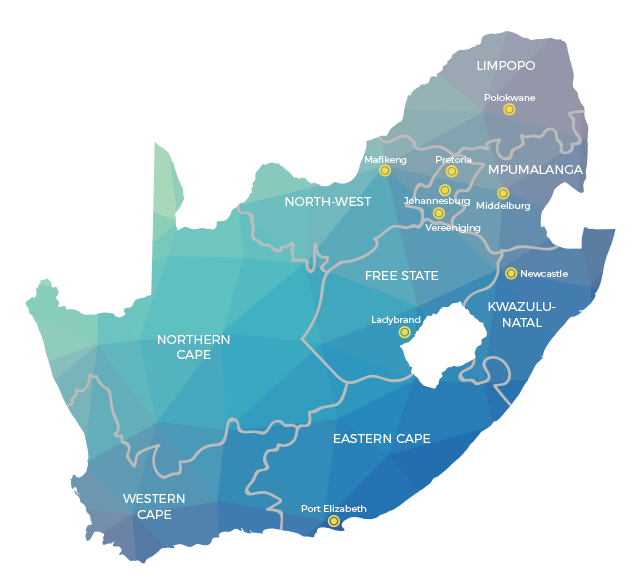 LIMPOPO
Polokwane
Mafikeng
Pretoria
MPUMALANGA
NORTH-WEST
Johannesburg
Middelburg
Vereeniging
FREE STATE
Newcastle
KWAZULU-
NATAL
Ladybrand
NORTHERN
CAPE
EASTERN CAPE
WESTERN
CAPE
Port Elizabeth